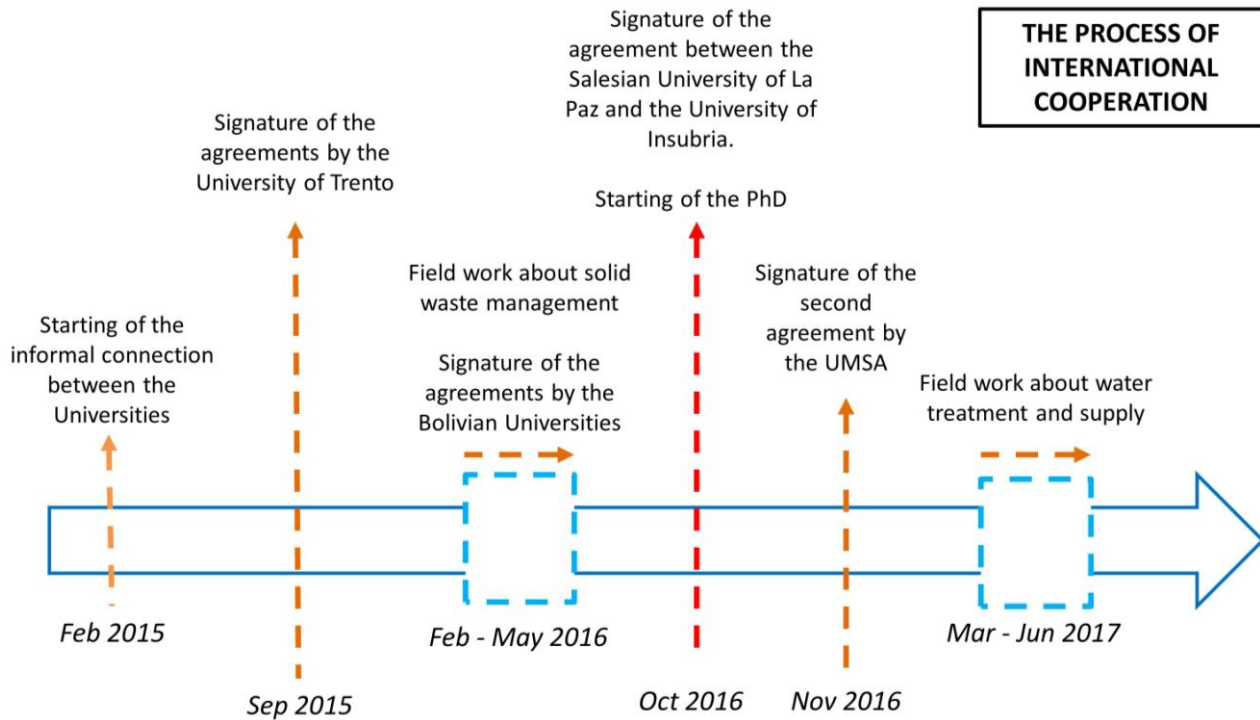 THE PROCESS OF
INTERNATIONAL
COOPERATION
Starting of the
informal connection
between the
Universities
Signature of the
agreements by the
University of Trento
Field work about solid
waste management
Signature of the
agreements by the
Bolivian Universities
Signature of the
agreement between the
Salesian University of La
Paz and the University of
Insubria.
Starting of the PhD
Signature of the
second
agreement by
the UMSA
Field work about water
treatment and supply
Feb 2015
Sep 2015
Feb - May 2016
Oct 2016
Nov 2016
Mar - Jun 2017